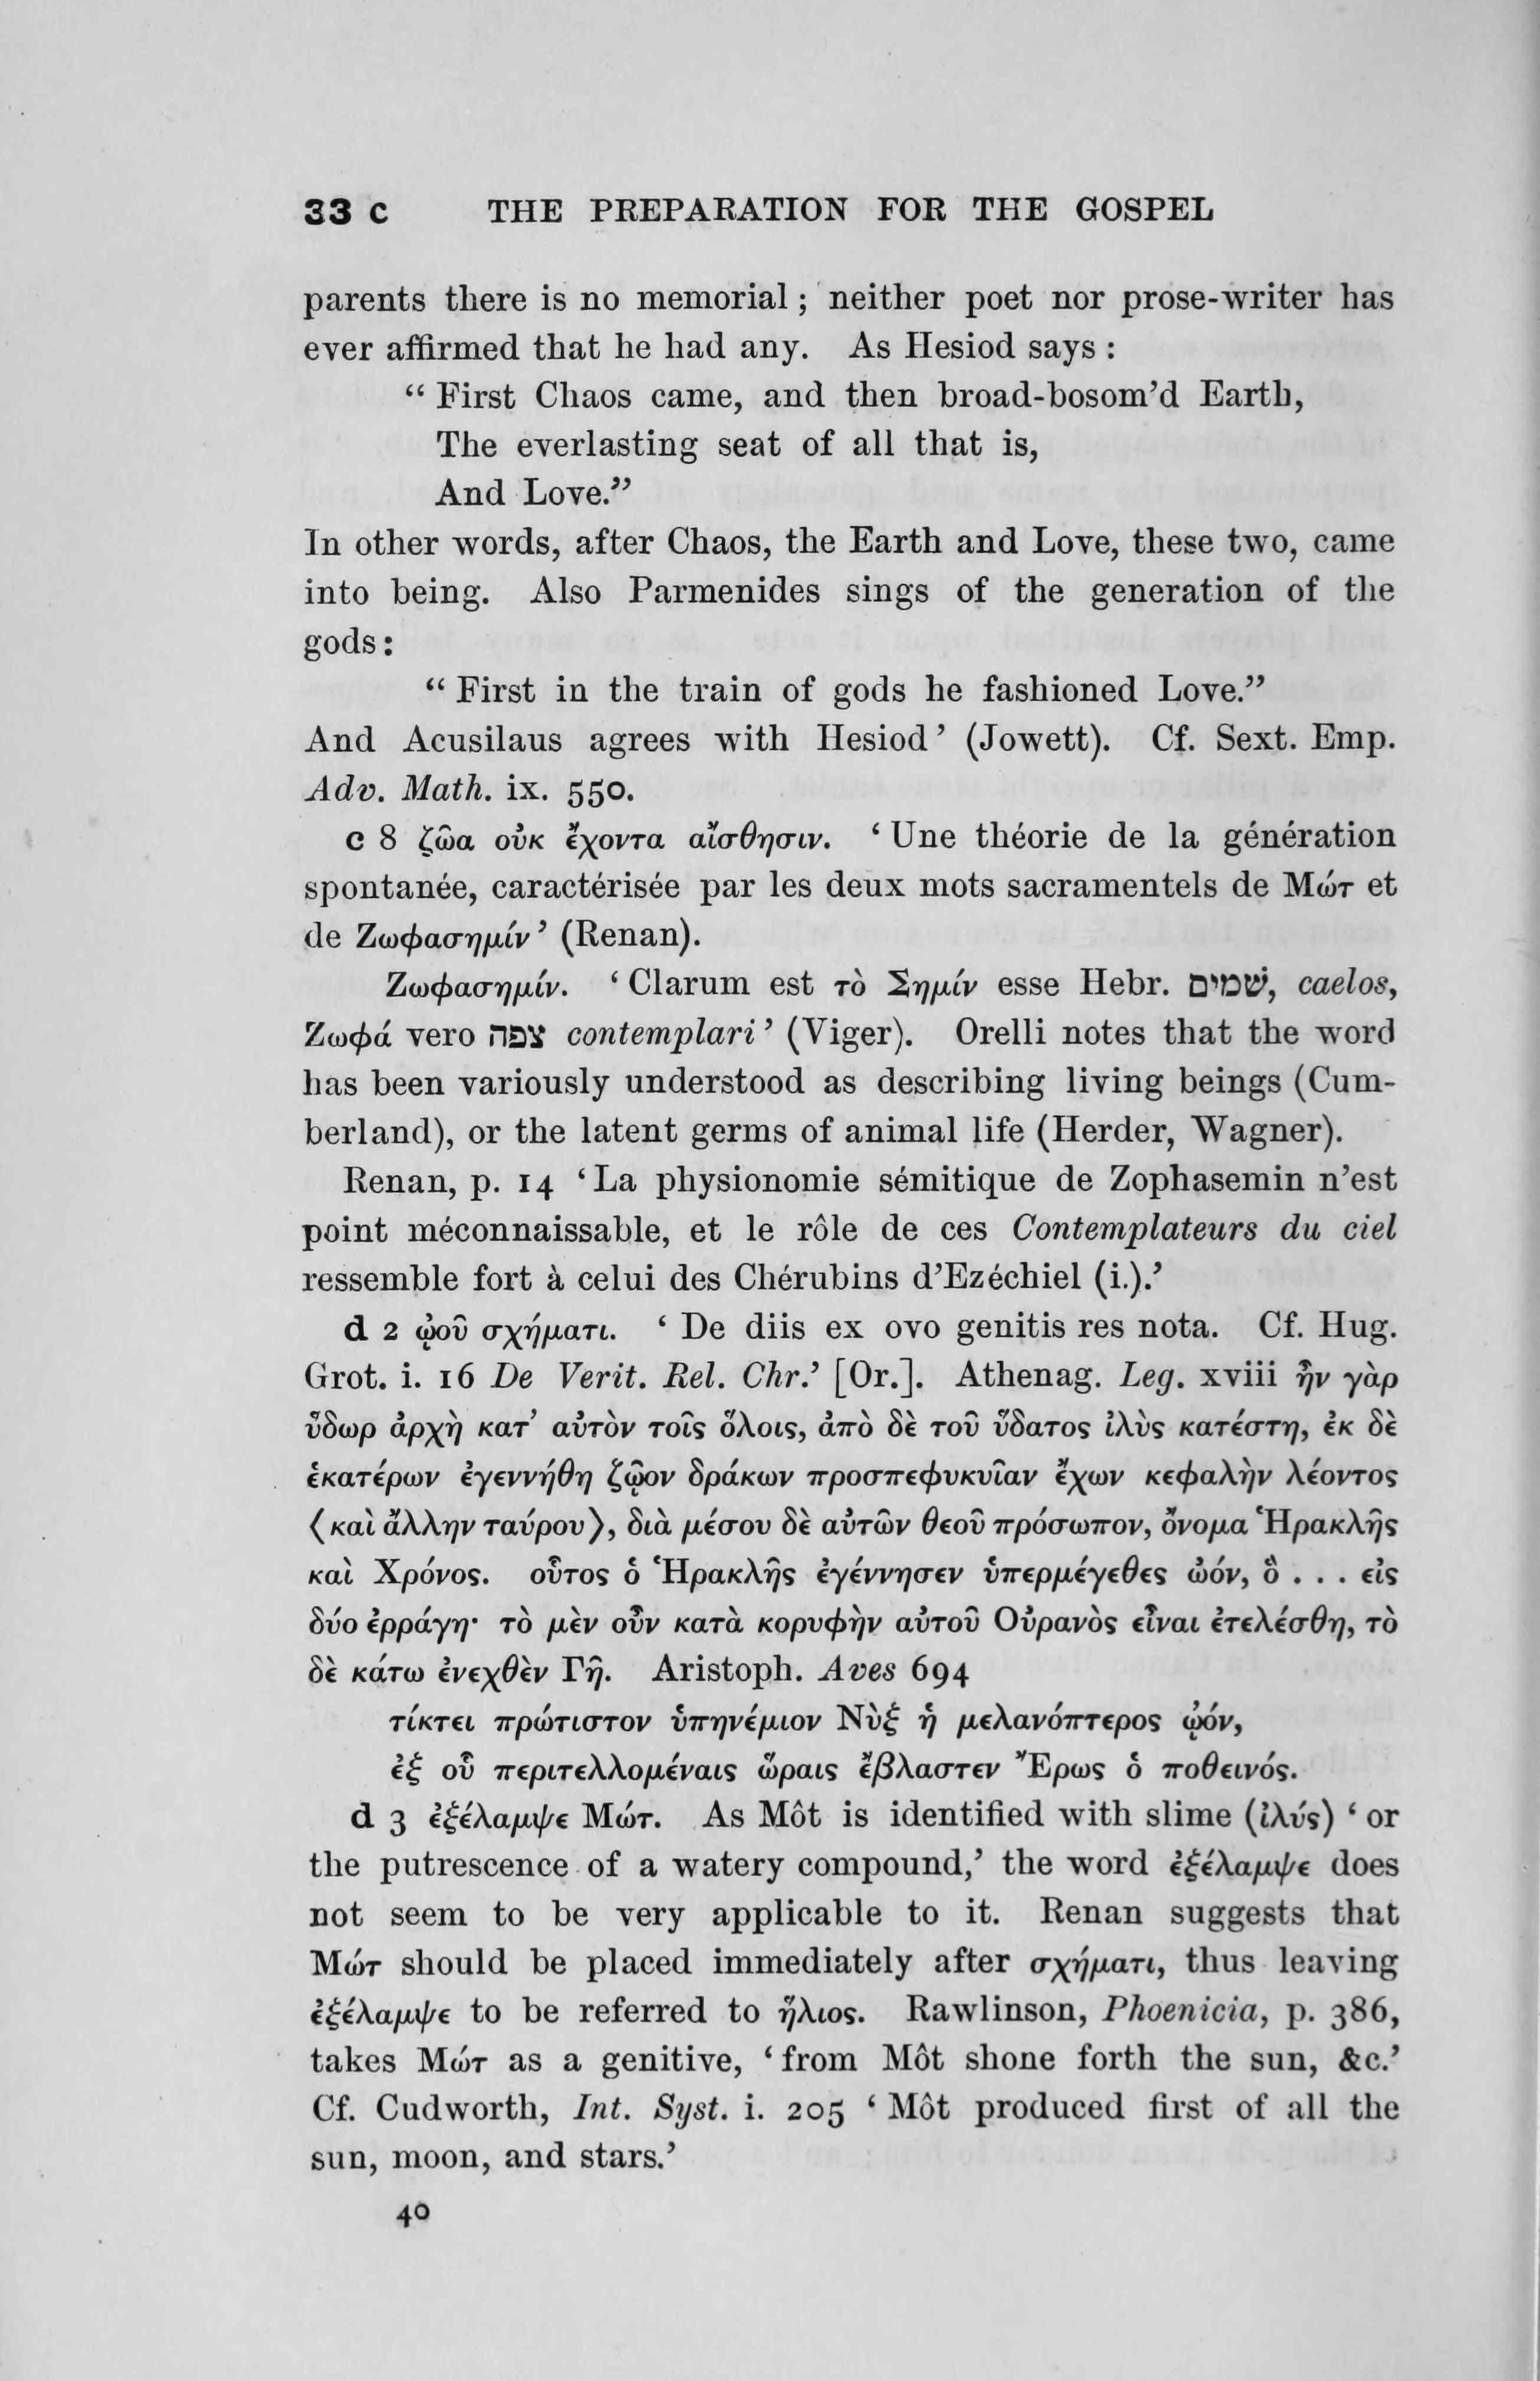 33 c THE PREPARATION FOR THE GOSPEL
parents there is no memorial; neither poet nor prose-writer has
ever affirmed that he had any. As Hesiod says :
“ First Chaos came, and then broad-bosom’d Earth,
The everlasting seat of all that is,
And Love.”
In other words, after Chaos, the Earth and Love, these two, came
into being. Also Parmenides sings of the generation of the
gods:
“ First in the train of gods he fashioned Love.”
And Acusilaus agrees with Hesiod’ (Jowett). Cf. Sext. Emp.
Adv. Math. ix. 550.
c 8 ζῶα οὐκ ἔχοντα αἴσθησιν. ‘Une théorie de la génération
spontanée, caractérisée par les deux mots sacramentels de Μώτ et
de Ζωφασημίν’ (Renan).
Ζωφασημίν. ‘Clarum est τὸ Σημίν esse Hebr. שׁמים, caelos,
Ζωφά vero צפה contemplari’ (Viger). Orelli notes that the word
has been variously understood as describing living beings (Cum-
berland), or the latent germs of animal life (Herder, Wagner).
Renan, p. 14 ‘La physionomie sémitique de Zophasemin n’est
point méconnaissable, et le rôle de ces Contemplateurs du ciel
ressemble fort à celui des Chérubins d’Ezéchiel (i.).’
d 2 ᾠοῦ σχήματι. ‘De diis ex ovo genitis res nota. Cf. Hug.
Grot. i. 16 De Verit. Rel. Chr.’ [Or.]. Athenag. Leg. xviii ἦν γὰρ
ὕδωρ ἀρχὴ κατ’ αὐτὸν τοῖς ὅλοις, ἀπὸ δὲ τοῦ ὕδατος ἰλὺς κατέστη, ἐκ δὲ
ἑκατέρων ἐγεννήθη ζῷον δράκων προσπεφυκυῖαν ἔχων κεφαλὴν λέοντος
⟨καὶ ἄλλην ταύρου⟩, διὰ μέσου δὲ αὐτῶν θεοῦ πρόσωπον, ὄνομα Ἡρακλῆς
καὶ Χρόνος. οὗτος ὁ Ἡρακλῆς ἐγέννησεν ὑπερμέγεθες ὠόν, ὃ . . . εἰς
δύο ἐρράγη· τὸ μὲν οὖν κατὰ κορυφὴν αὐτοῦ Οὐρανὸς εἶναι ἐτελέσθη, τὸ
δὲ κάτω ἐνεχθὲν Γῆ. Aristoph. Aves 694
τίκτει πρώτιστον ὑπηνέμιον Νὺξ ἡ μελανόπτερος ᾠόν,
ἐξ οὗ περιτελλομέναις ὥραις ἔβλαστεν Ἔρως ὁ ποθεινός.
d 3 ἐξέλαμψε Μώτ. As Môt is identified with slime (ἰλύς) ‘or
the putrescence of a watery compound,’ the word ἐξέλαμψε does
not seem to be very applicable to it. Renan suggests that
Μώτ should be placed immediately after σχήματι, thus leaving
ἐξέλαμψε to be referred to ἥλιος. Rawlinson, Phoenicia, p. 386,
takes Μώτ as a genitive, ‘from Môt shone forth the sun, &c.’
Cf. Cudworth, Int. Syst. i. 205 ‘Môt produced first of all the
sun, moon, and stars.’
40